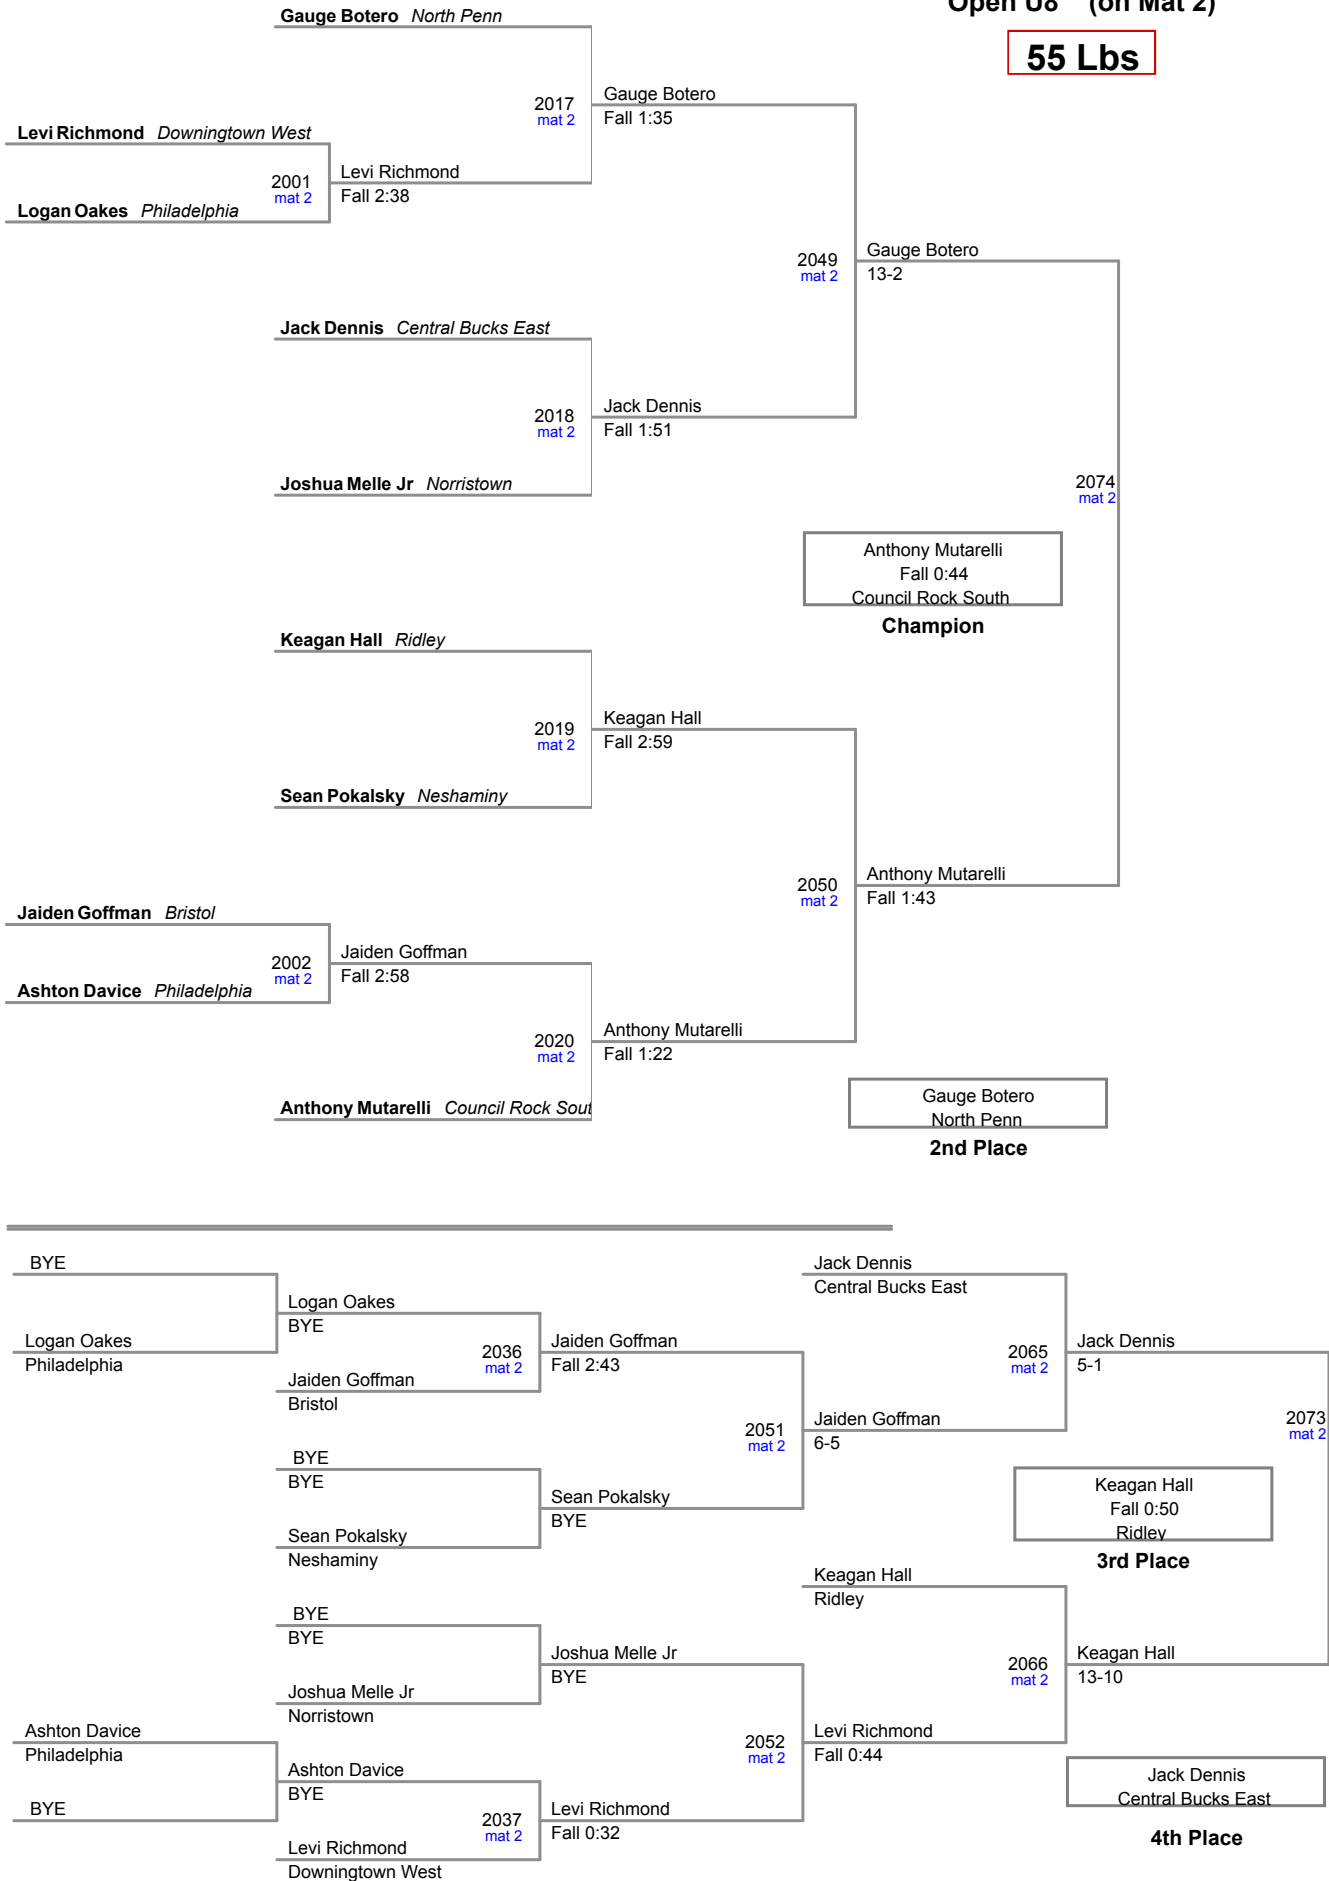 Open U8 (on Mat 2)
55 Lbs
Gauge Botero North Penn
2017
mat 2
Gauge Botero
Fall 1:35
Levi Richmond Downingtown West
2001
mat 2
Levi Richmond
Fall 2:38
Logan Oakes Philadelphia
2049
mat 2
Gauge Botero
13-2
Jack Dennis Central Bucks East
2018
mat 2
Jack Dennis
Fall 1:51
Joshua Melle Jr Norristown
2074
mat 2
Anthony Mutarelli
Fall 0:44
Council Rock South
Champion
Keagan Hall Ridley
2019
mat 2
Keagan Hall
Fall 2:59
Sean Pokalsky Neshaminy
2050
mat 2
Anthony Mutarelli
Fall 1:43
Jaiden Goffman Bristol
2002
mat 2
Jaiden Goffman
Fall 2:58
Ashton Davice Philadelphia
2020
mat 2
Anthony Mutarelli
Fall 1:22
Anthony Mutarelli Council Rock Sout
Gauge Botero
North Penn
2nd Place
BYE
Logan Oakes
BYE
Logan Oakes
Philadelphia
2036
mat 2
Jaiden Goffman
Fall 2:43
Jaiden Goffman
Bristol
Jack Dennis
Central Bucks East
2065
mat 2
Jack Dennis
5-1
2051
mat 2
Jaiden Goffman
6-5
2073
mat 2
BYE
BYE
Sean Pokalsky
BYE
Sean Pokalsky
Neshaminy
Keagan Hall
Fall 0:50
Ridley
3rd Place
Keagan Hall
Ridley
BYE
BYE
Joshua Melle Jr
BYE
Joshua Melle Jr
Norristown
2066
mat 2
Keagan Hall
13-10
Ashton Davice
Philadelphia
2052
mat 2
Levi Richmond
Fall 0:44
Ashton Davice
BYE
BYE
2037
mat 2
Levi Richmond
Fall 0:32
Levi Richmond
Downingtown West
Jack Dennis
Central Bucks East
4th Place